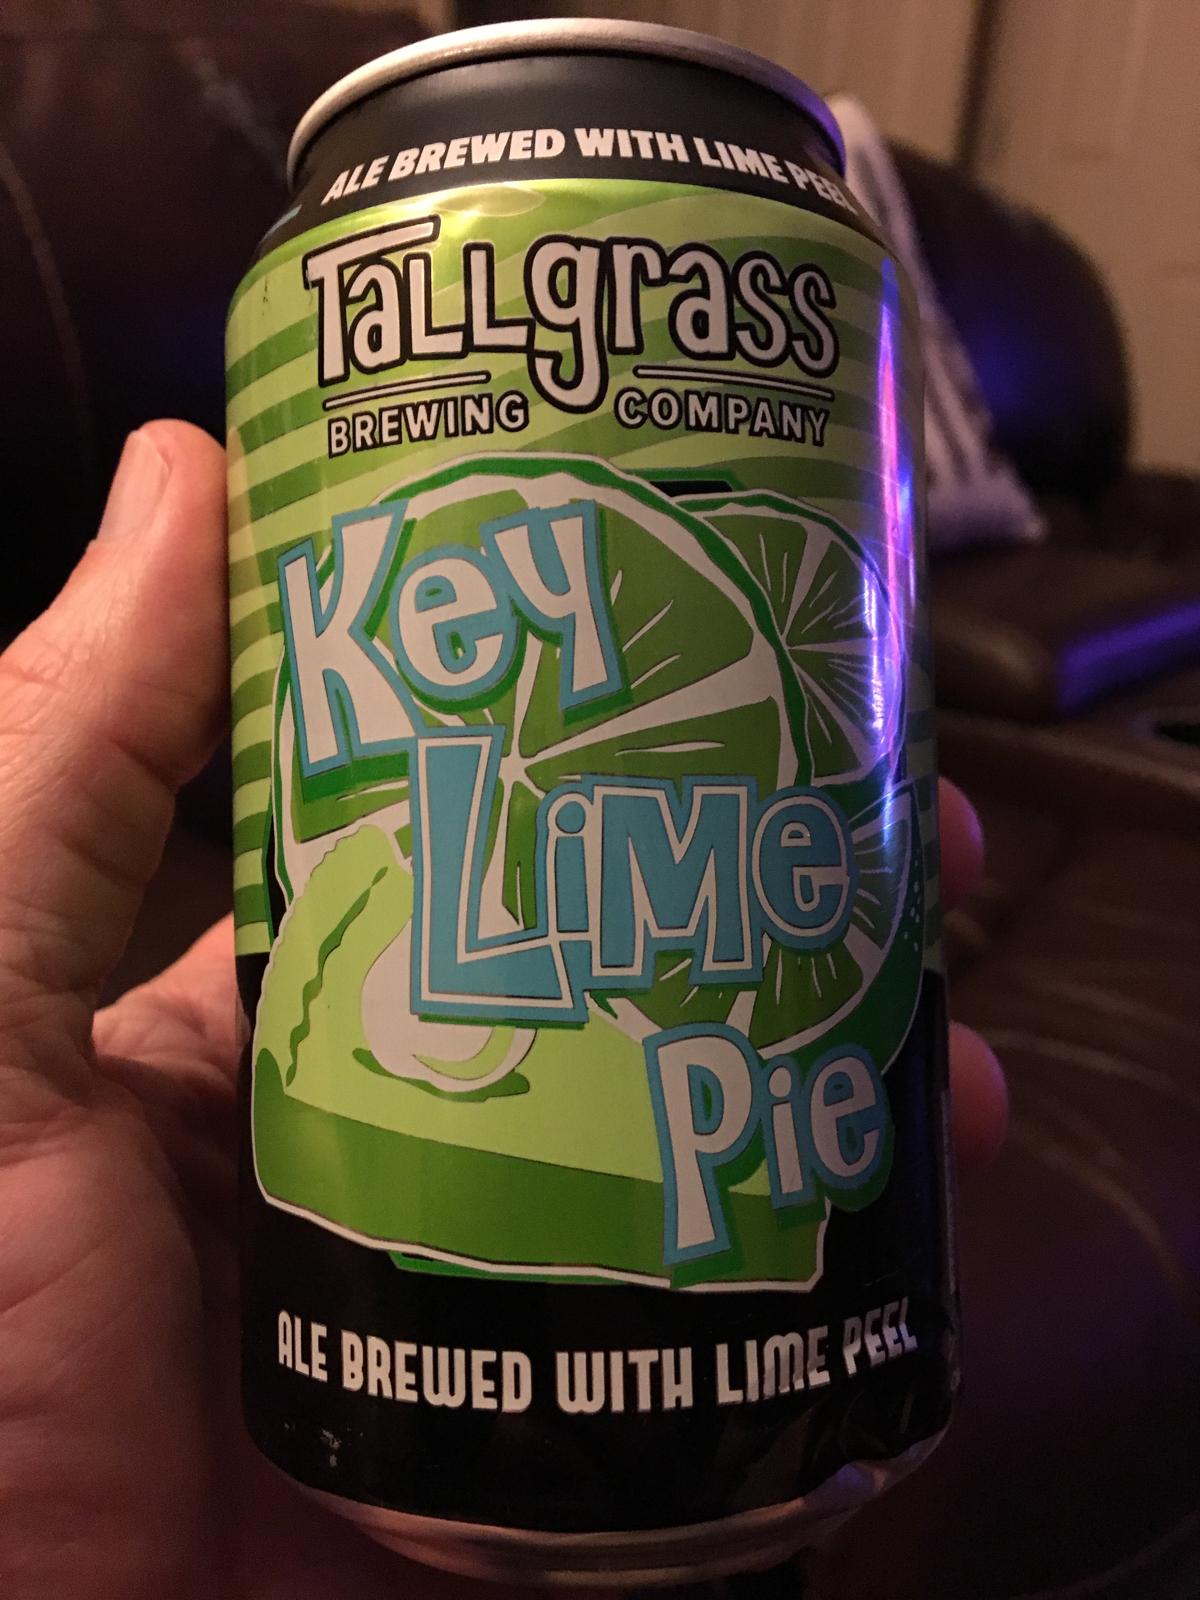 ALE BREWED WITH LIME PEEL
Tallgrass
BREWING COMPANY
Key
Lime
Pie
ALE BREWED WITH LIME PEEL